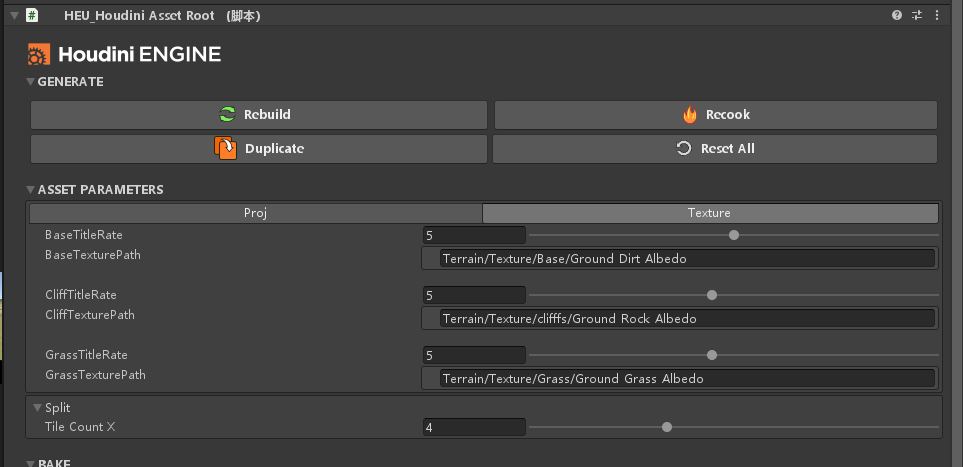 HEU_Houdini Asset Root (脚本)
Houdini ENGINE
GENERATE
Rebuild
Recook
Duplicate
Reset All
ASSET PARAMETERS
Proj
Texture
BaseTitleRate
5
BaseTexturePath
Terrain/Texture/Base/Ground Dirt Albedo
CliffTitleRate
5
CliffTexturePath
Terrain/Texture/clifffs/Ground Rock Albedo
GrassTitleRate
5
GrassTexturePath
Terrain/Texture/Grass/Ground Grass Albedo
Split
Tile Count X
4
BAKE